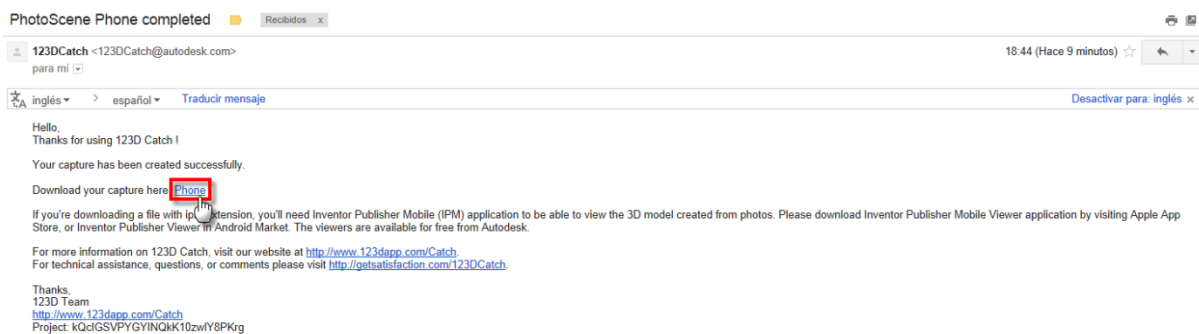 PhotoScene Phone completed Recibidos x
123DCatch <123DCatch@autodesk.com> 18:44 (Hace 9 minutos)
para mí
inglés > español Traducir mensaje Desactivar para: inglés x
Hello,
Thanks for using 123D Catch !
Your capture has been created successfully.
Download your capture here: Phone
If you're downloading a file with ipm extension, you'll need Inventor Publisher Mobile (IPM) application to be able to view the 3D model created from photos. Please download Inventor Publisher Mobile Viewer application by visiting Apple App
Store, or Inventor Publisher Viewer in Android Market. The viewers are available for free from Autodesk.
For more information on 123D Catch, visit our website at http://www.123dapp.com/Catch.
For technical assistance, questions, or comments please visit http://getsatisfaction.com/123DCatch.
Thanks,
123D Team
http://www.123dapp.com/Catch
Project: kQcIGSVPYGYINQkK10zwIY8PKrg